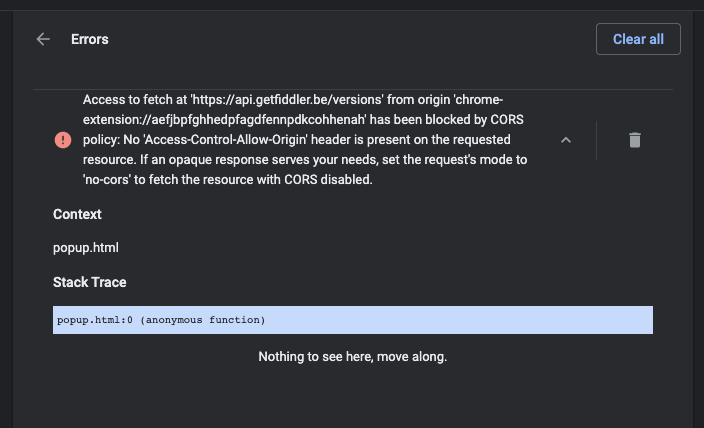 Errors
Clear all
Access to fetch at 'https://api.getfiddler.be/versions' from origin 'chrome-
extension://aefjbpfghhedpfagdfennpdkcohhenah' has been blocked by CORS
policy: No 'Access-Control-Allow-Origin' header is present on the requested
resource. If an opaque response serves your needs, set the request's mode to
'no-cors' to fetch the resource with CORS disabled.
Context
popup.html
Stack Trace
popup.html:0 (anonymous function)
Nothing to see here, move along.